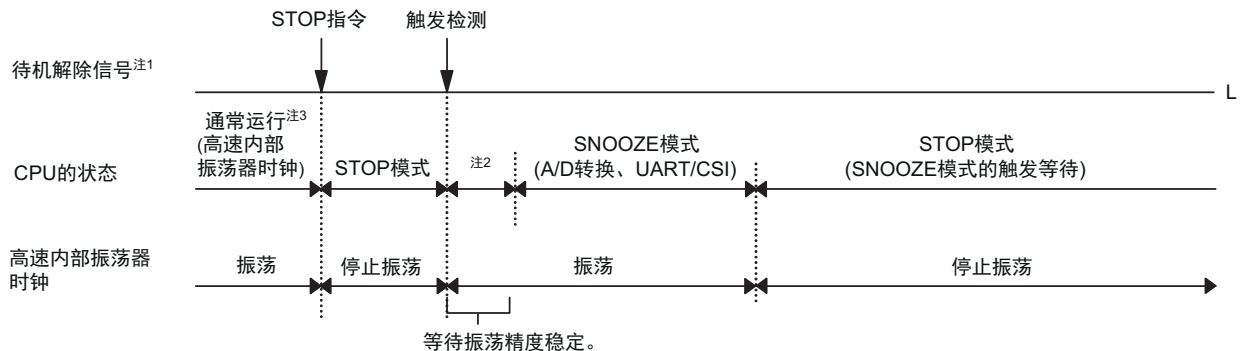 STOP指令
触发检测
待机解除信号注1
L
通常运行注3
(高速内部
振荡器时钟)
CPU的状态
STOP模式
注2
SNOOZE模式
(A/D转换、UART/CSI)
STOP模式
(SNOOZE模式的触发等待)
高速内部振荡器
时钟
振荡
停止振荡
振荡
停止振荡
等待振荡精度稳定。